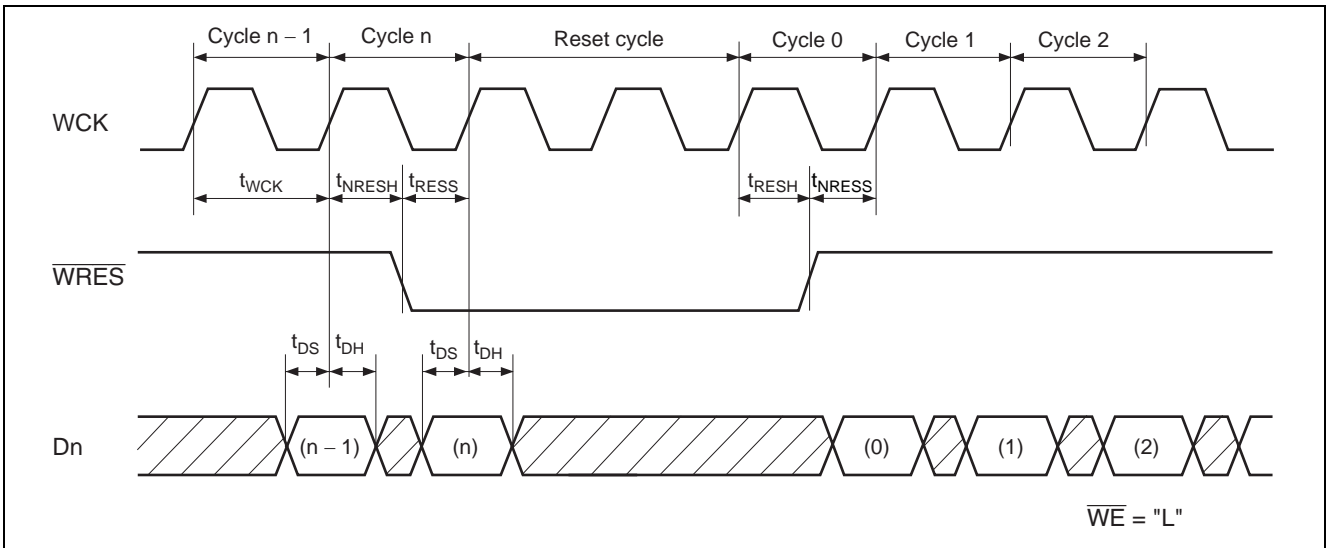 Cycle n – 1 Cycle n Reset cycle Cycle 0 Cycle 1 Cycle 2
WCK
tWCK tNRESH tRESS tRESH tNRESS
WRES
tDS tDH tDS tDH
Dn (n – 1) (n) (0) (1) (2)
WE = "L"